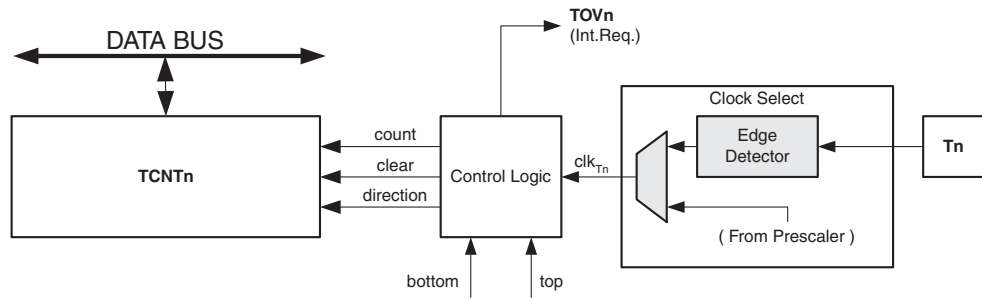 TOVn
(Int.Req.)
DATA BUS
Clock Select
count
Edge
Detector
Tn
TCNTn
clear
Control Logic
clkTn
direction
( From Prescaler )
bottom
top